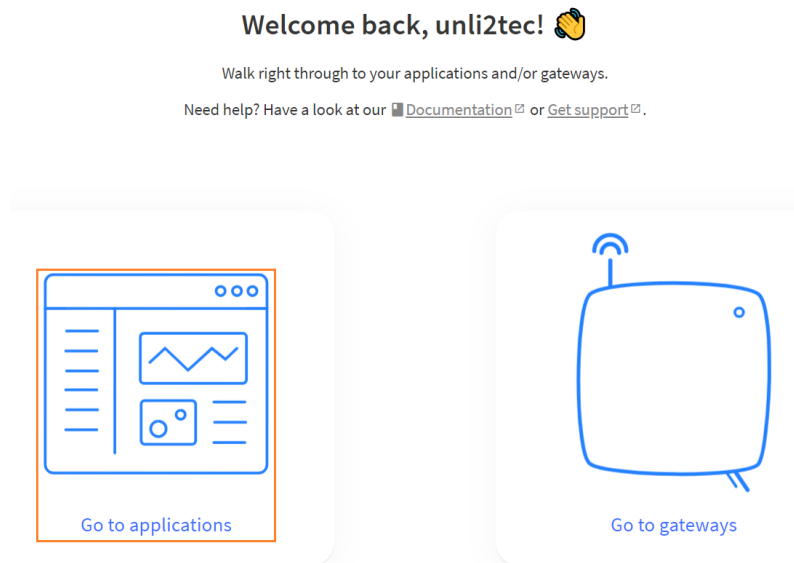 Welcome back, unli2tec! 👋
Walk right through to your applications and/or gateways.
Need help? Have a look at our Documentation or Get support.
Go to applications
Go to gateways